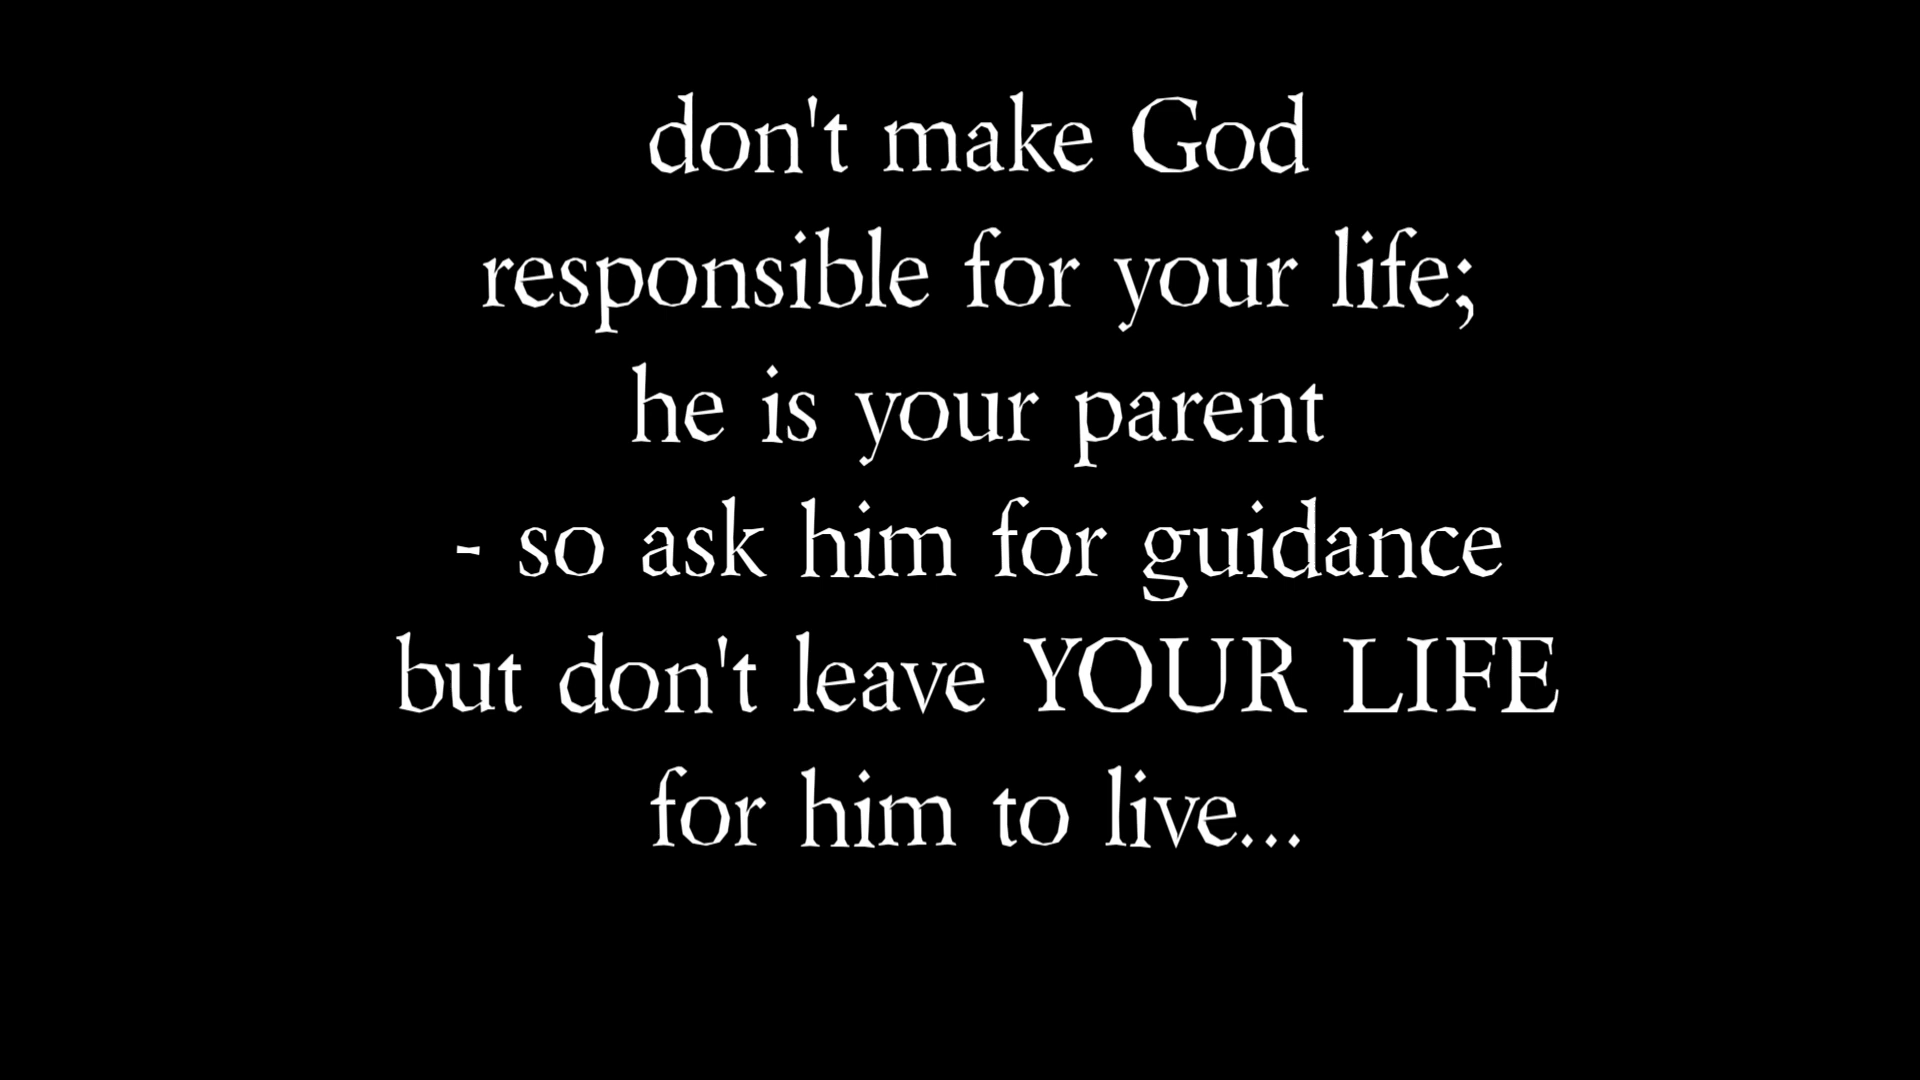 don't make God
responsible for your life;
he is your parent
- so ask him for guidance
but don't leave YOUR LIFE
for him to live...